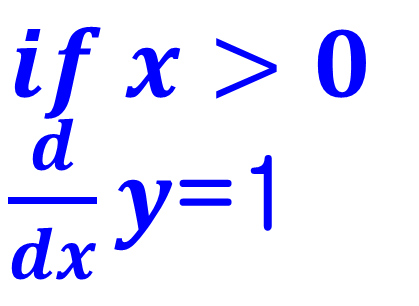 if x > 0
d/dx y=1